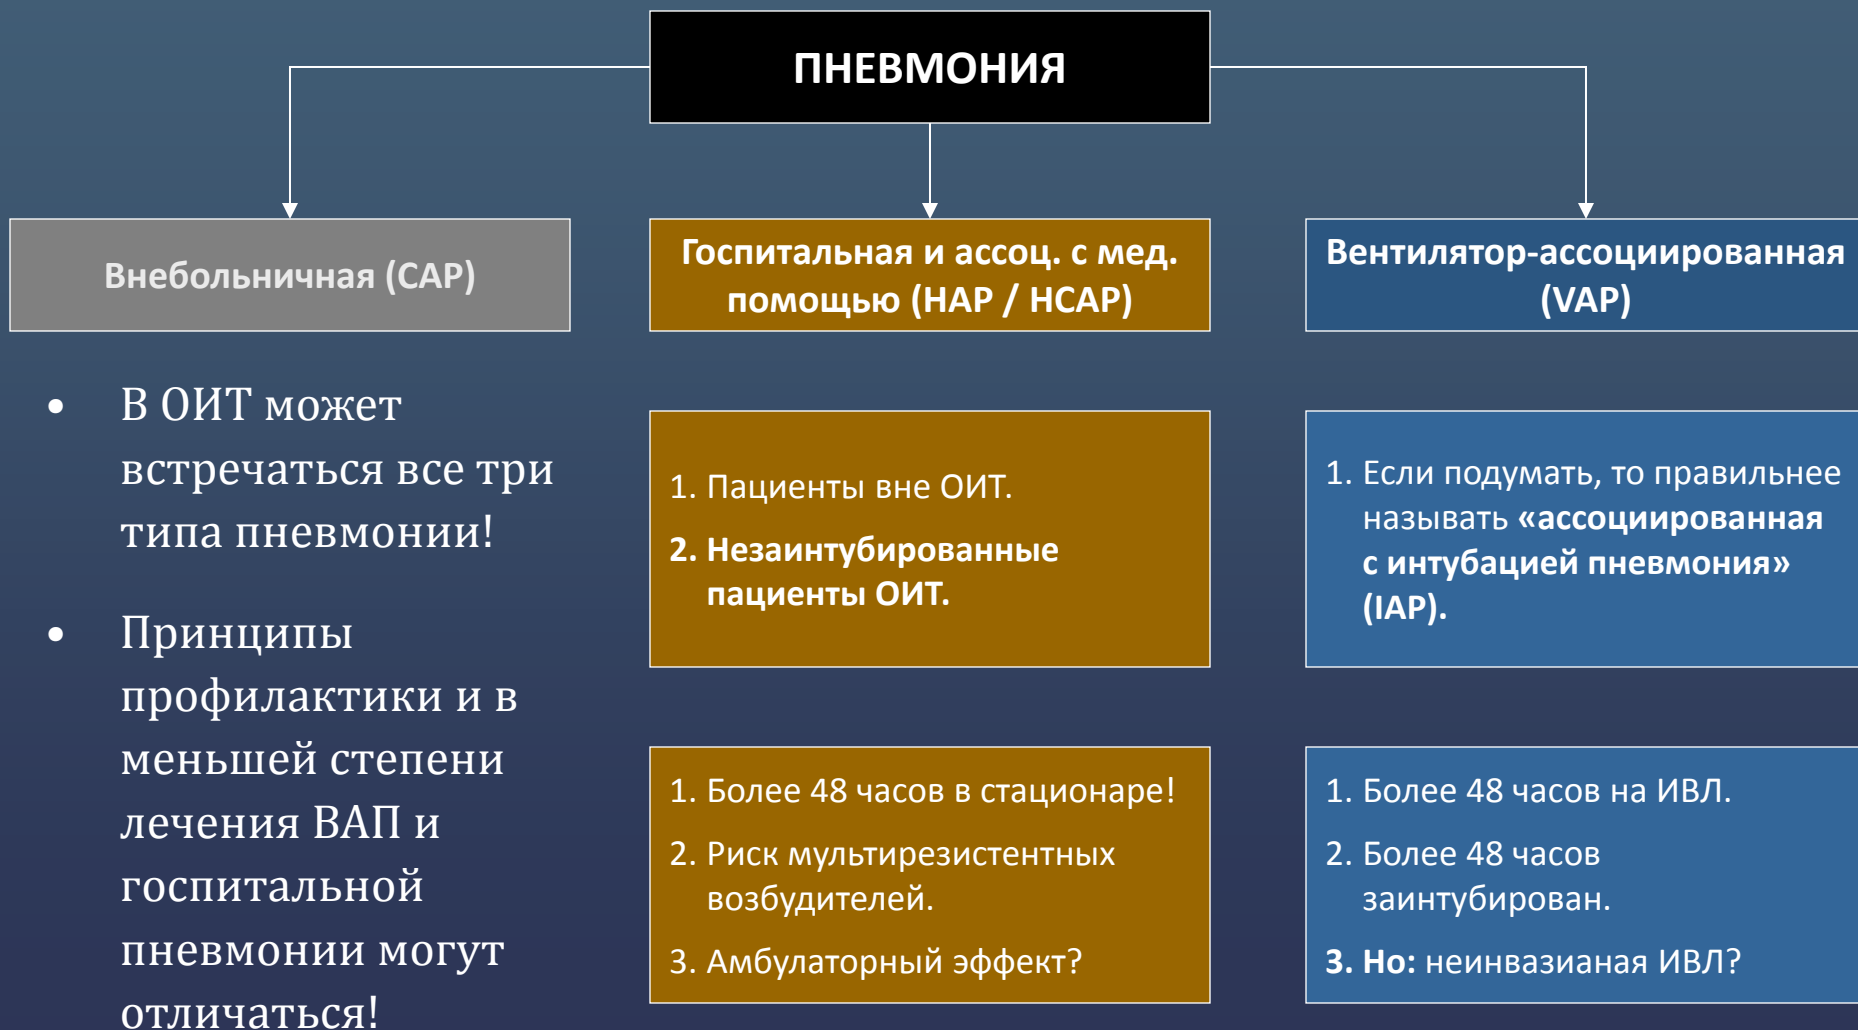 ПНЕВМОНИЯ
Внебольничная (CAP)
Госпитальная и ассоц. с мед.
помощью (HAP / HCAP)
Вентилятор-ассоциированная
(VAP)
• В ОИТ может
встречаться все три
типа пневмонии!
• Принципы
профилактики и в
меньшей степени
лечения ВАП и
госпитальной
пневмонии могут
отличаться!
1. Пациенты вне ОИТ.
2. Незаинтубированные
пациенты ОИТ.
1. Более 48 часов в стационаре!
2. Риск мультирезистентных
возбудителей.
3. Амбулаторный эффект?
1. Если подумать, то правильнее
называть «ассоциированная
с интубацией пневмония»
(IAP).
1. Более 48 часов на ИВЛ.
2. Более 48 часов
заинтубирован.
3. Но: неинвазианая ИВЛ?